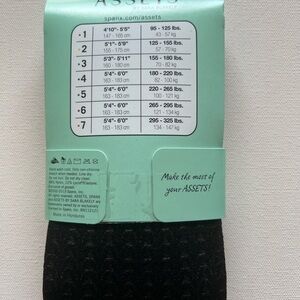 ASSETS
spanx.com/assets
1 4'10"- 5'5" 95 - 125 lbs.
147 - 165 cm 43 - 57 kg
2 5'1"- 5'9" 125 - 155 lbs.
155 - 175 cm 57 - 70 kg
3 5'3"- 5'11" 155 - 180 lbs.
160 - 180 cm 70 - 82 kg
4 5'4"- 6'0" 180 - 220 lbs.
163 - 183 cm 82 - 100 kg
5 5'4"- 6'0" 220 - 265 lbs.
163 - 183 cm 100 - 121 kg
6 5'4"- 6'0" 265 - 295 lbs.
163 - 183 cm 121 - 134 kg
7 5'4"- 6'0" 295 - 325 lbs.
163 - 183 cm 134 - 147 kg
Make the most of
your ASSETS!
Made in Honduras